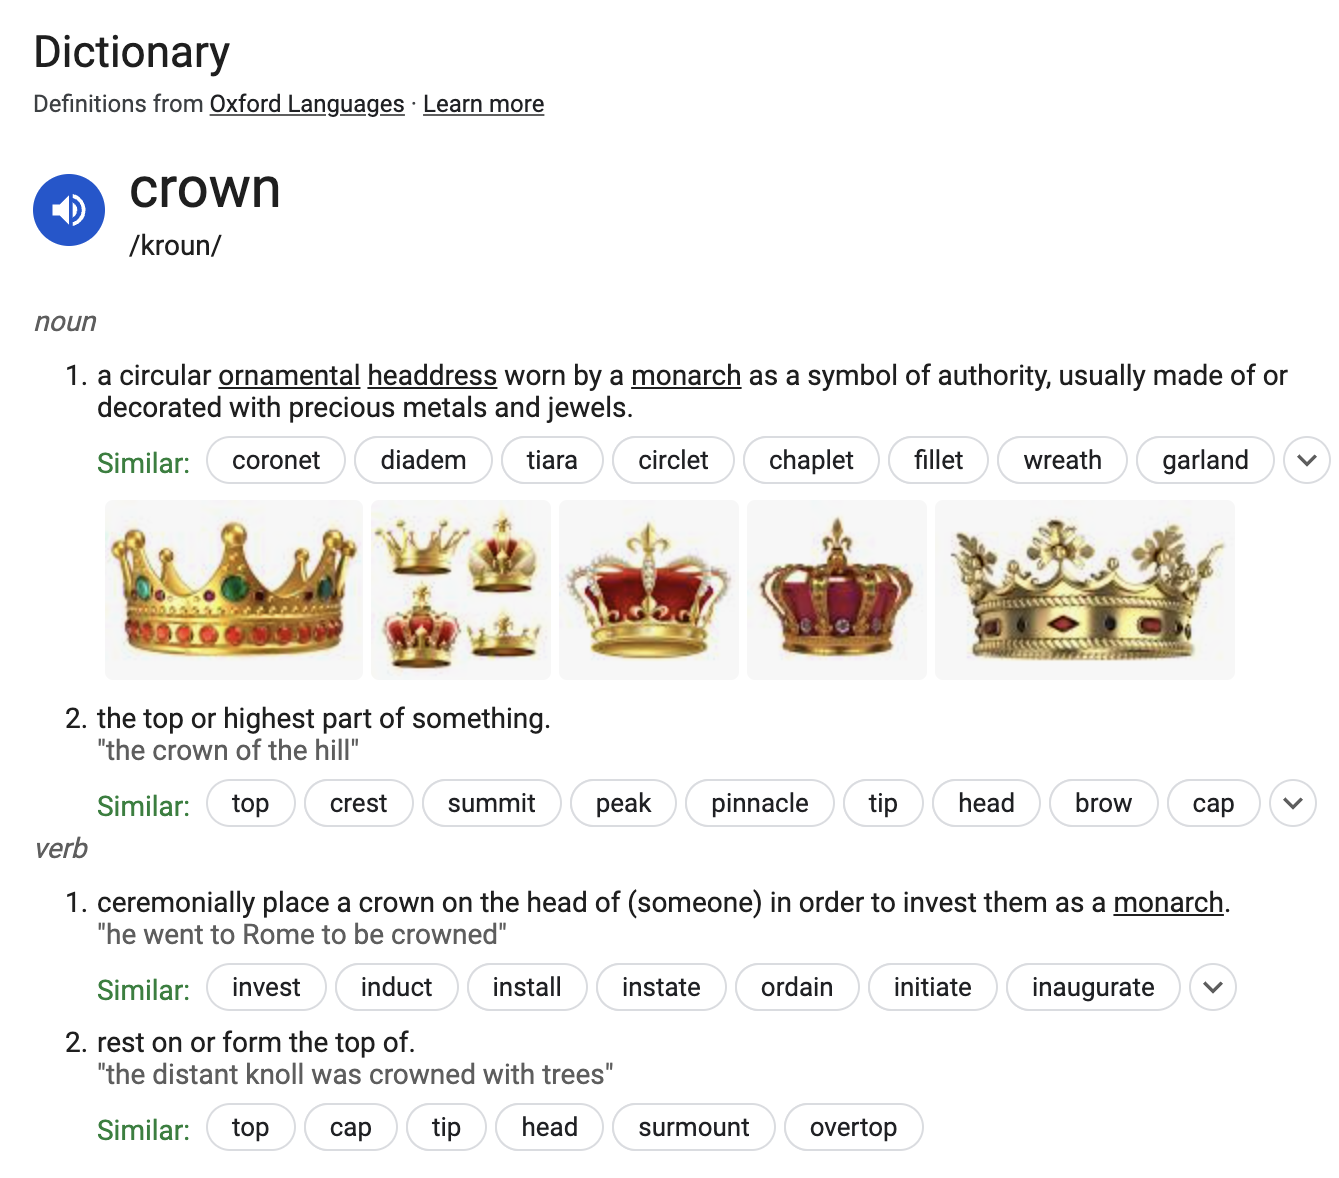 Dictionary
Definitions from Oxford Languages · Learn more
crown
/kroun/
noun
1. a circular ornamental headdress worn by a monarch as a symbol of authority, usually made of or
decorated with precious metals and jewels.
Similar: coronet diadem tiara circlet chaplet fillet wreath garland
2. the top or highest part of something.
"the crown of the hill"
Similar: top crest summit peak pinnacle tip head brow cap
verb
1. ceremonially place a crown on the head of (someone) in order to invest them as a monarch.
"he went to Rome to be crowned"
Similar: invest induct install instate ordain initiate inaugurate
2. rest on or form the top of.
"the distant knoll was crowned with trees"
Similar: top cap tip head surmount overtop